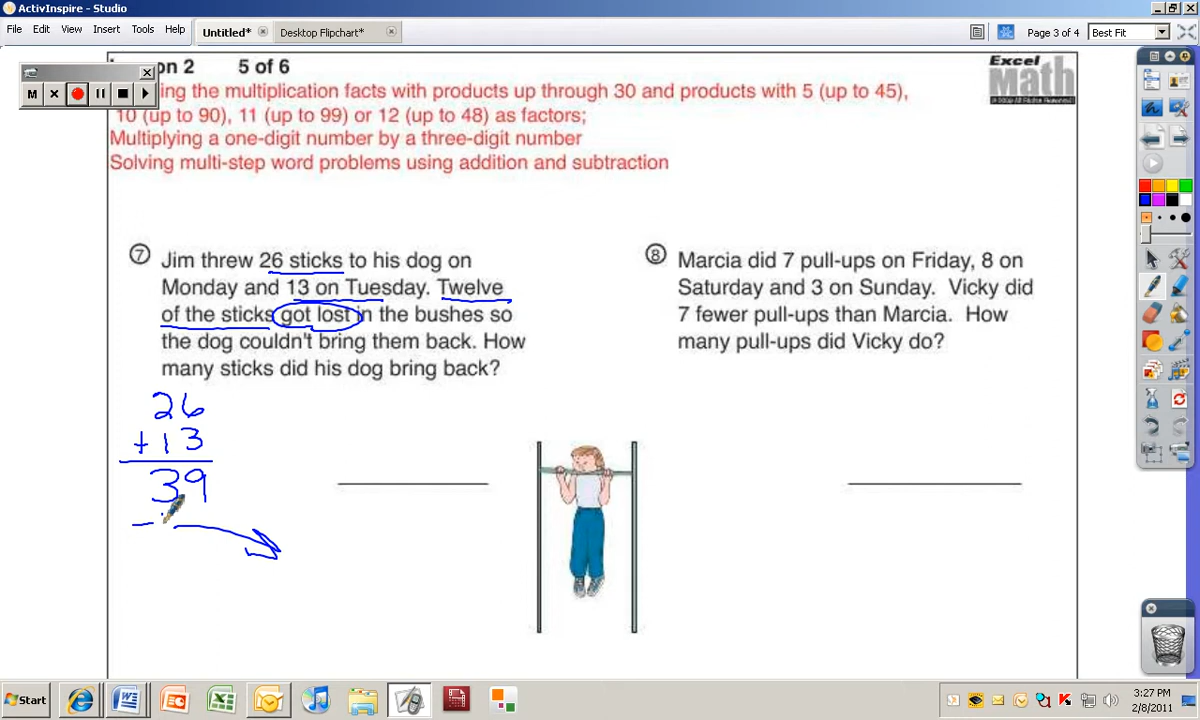 ActivInspire - Studio
File Edit View Insert Tools Help Untitled* Desktop Flipchart* Page 3 of 4 Best Fit
on 2 5 of 6
M
Excel
Math
ing the multiplication facts with products up through 30 and products with 5 (up to 45),
10 (up to 90), 11 (up to 99) or 12 (up to 48) as factors;
Multiplying a one-digit number by a three-digit number
Solving multi-step word problems using addition and subtraction
7 Jim threw 26 sticks to his dog on
Monday and 13 on Tuesday. Twelve
of the sticks got lost in the bushes so
the dog couldn't bring them back. How
many sticks did his dog bring back?
26
+13
39
8 Marcia did 7 pull-ups on Friday, 8 on
Saturday and 3 on Sunday. Vicky did
7 fewer pull-ups than Marcia. How
many pull-ups did Vicky do?
Start
3:27 PM
2/8/2011